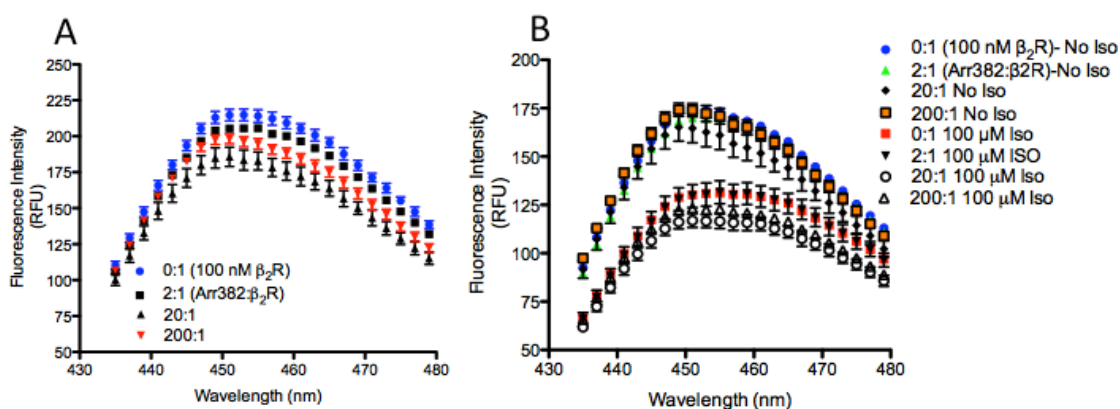 A
Fluorescence Intensity
(RFU)
250
225
200
175
150
125
100
75
50
430
440
450
460
470
480
Wavelength (nm)
0:1 (100 nM β₂R)
2:1 (Arr382:β₂R)
20:1
200:1
B
Fluorescence Intensity
(RFU)
200
175
150
125
100
75
50
430
440
450
460
470
480
Wavelength (nm)
0:1 (100 nM β₂R)- No Iso
2:1 (Arr382:β2R)-No Iso
20:1 No Iso
200:1 No Iso
0:1 100 μM Iso
2:1 100 μM ISO
20:1 100 μM Iso
200:1 100 μM Iso